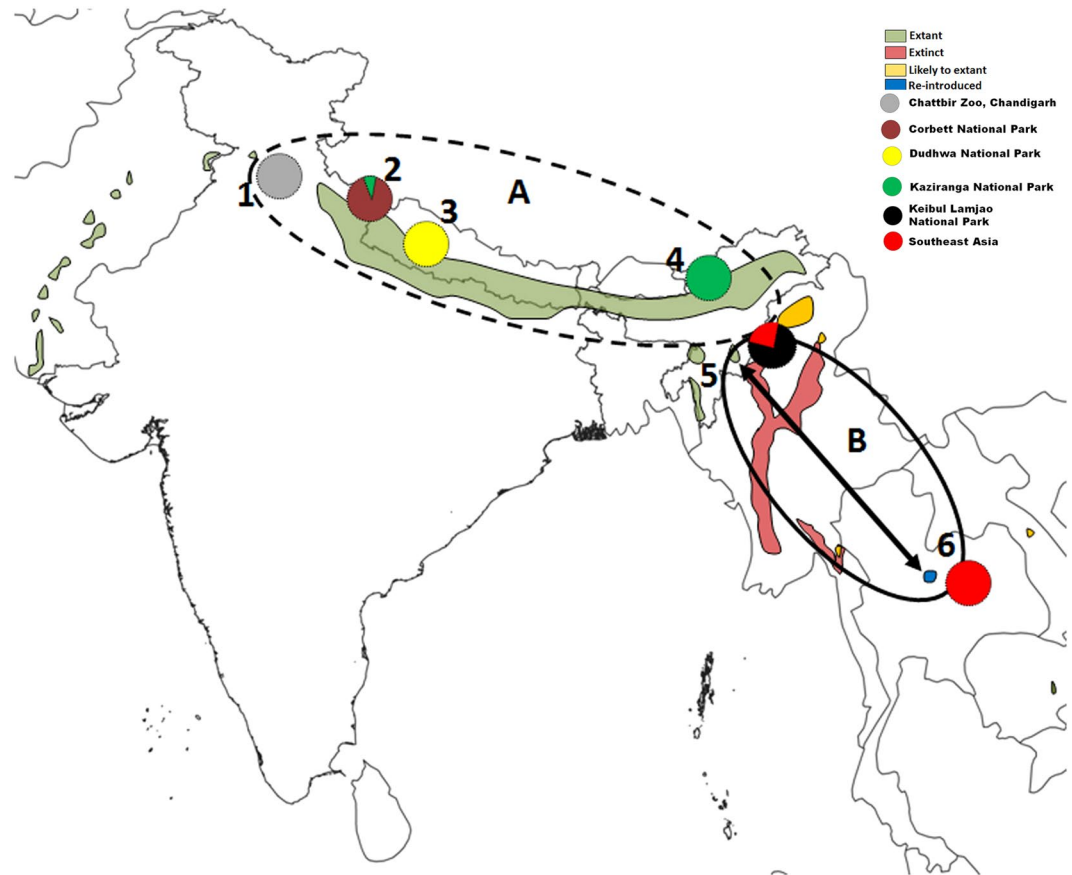 Extant
Extinct
Likely to extant
Re-introduced
Chattbir Zoo, Chandigarh
Corbett National Park
Dudhwa National Park
Kaziranga National Park
Keibul Lamjao
National Park
Southeast Asia
1
2
3
A
4
5
B
6